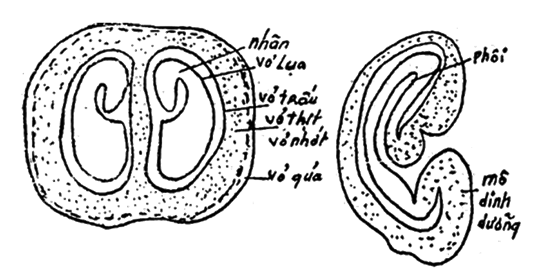 nhân
vỏ lụa
vỏ trấu
vỏ thịt
vỏ nhớt
vỏ quả
phôi
mô
dinh
dưỡng